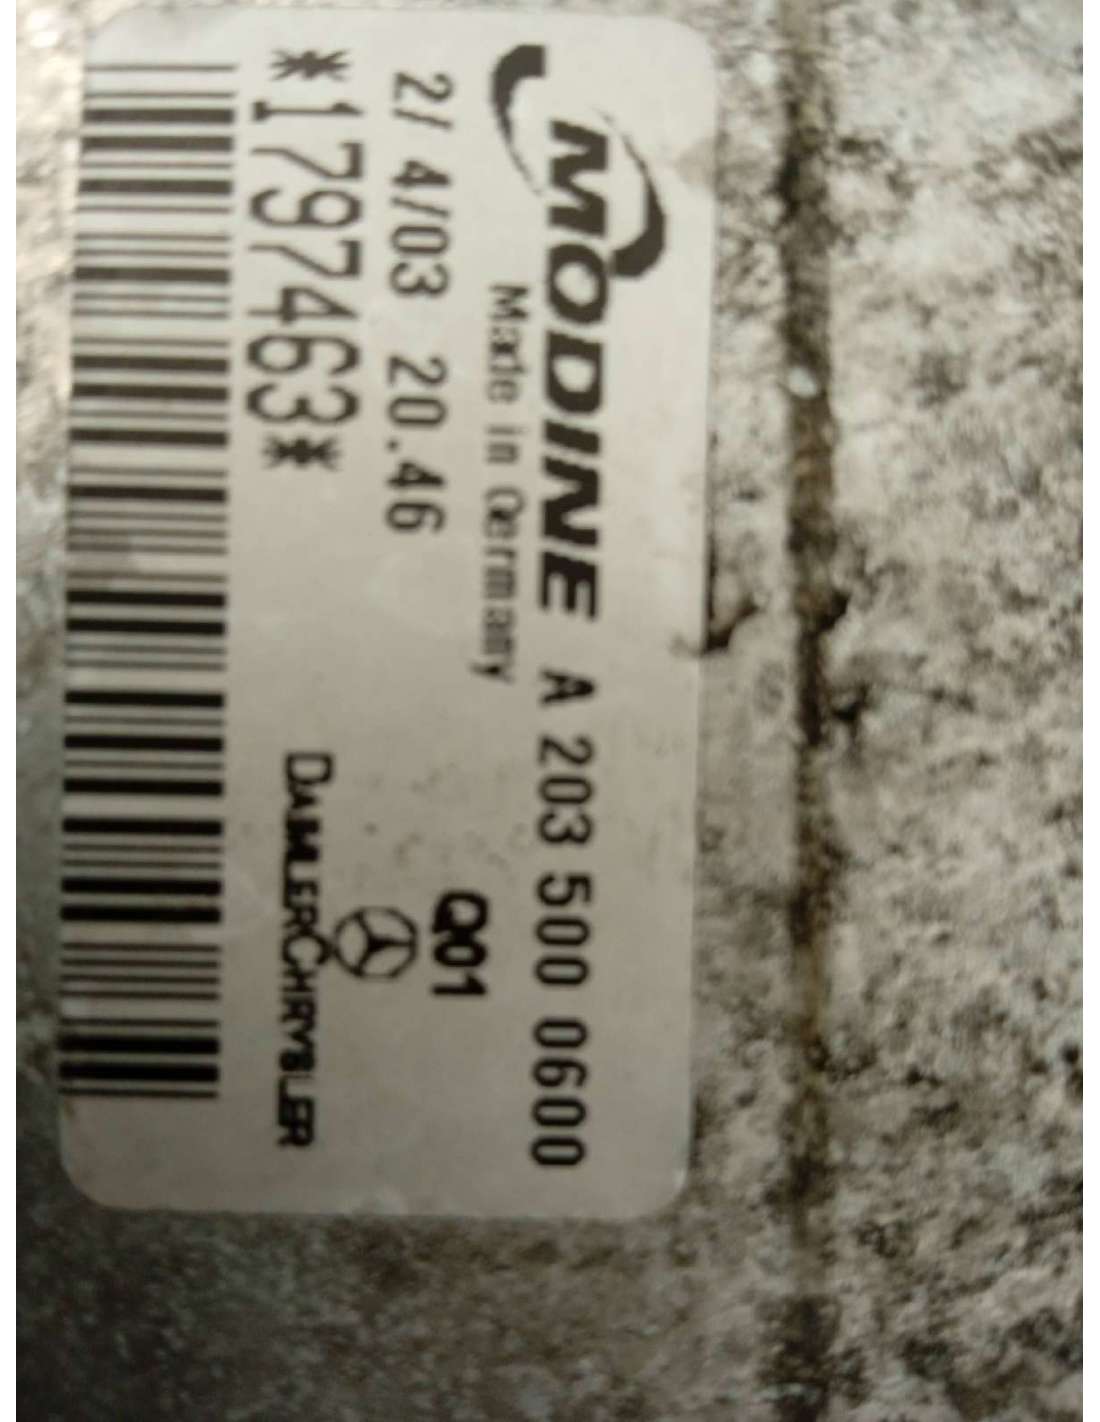 MODINE A 203 500 0600
Made in Germany
Q01
2/ 4/03 20.46
DAIMLERCHRYSLER
*1797463*